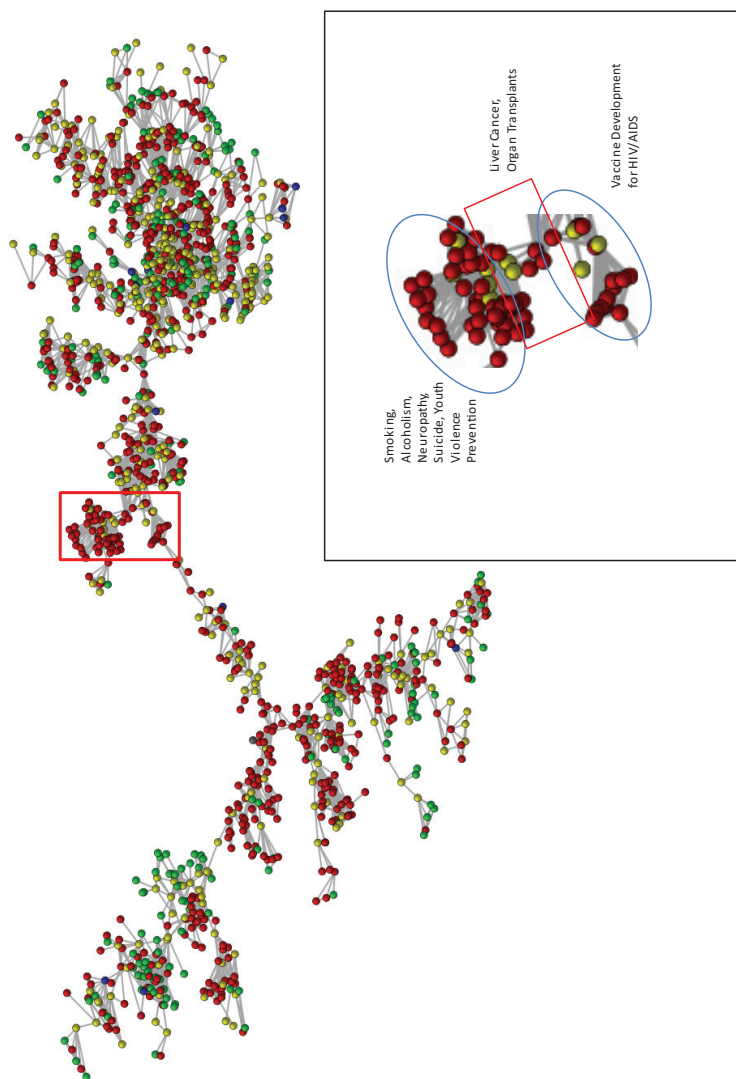 Smoking,
Alcoholism,
Neuropathy,
Suicide, Youth
Violence
Prevention
Liver Cancer,
Organ Transplants
Vaccine Development
for HIV/AIDS